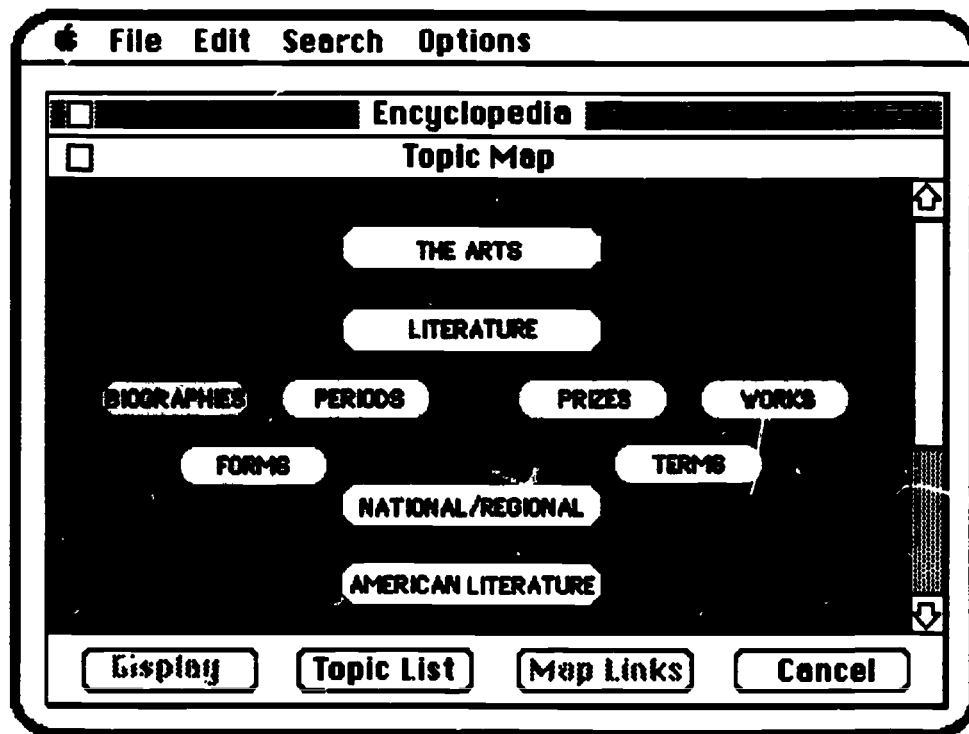 File Edit Search Options
Encyclopedia
Topic Map
THE ARTS
LITERATURE
BIOGRAPHIES PERIODS PRIZES WORKS
FORMS TERMS
NATIONAL/REGIONAL
AMERICAN LITERATURE
Display Topic List Map Links Cancel